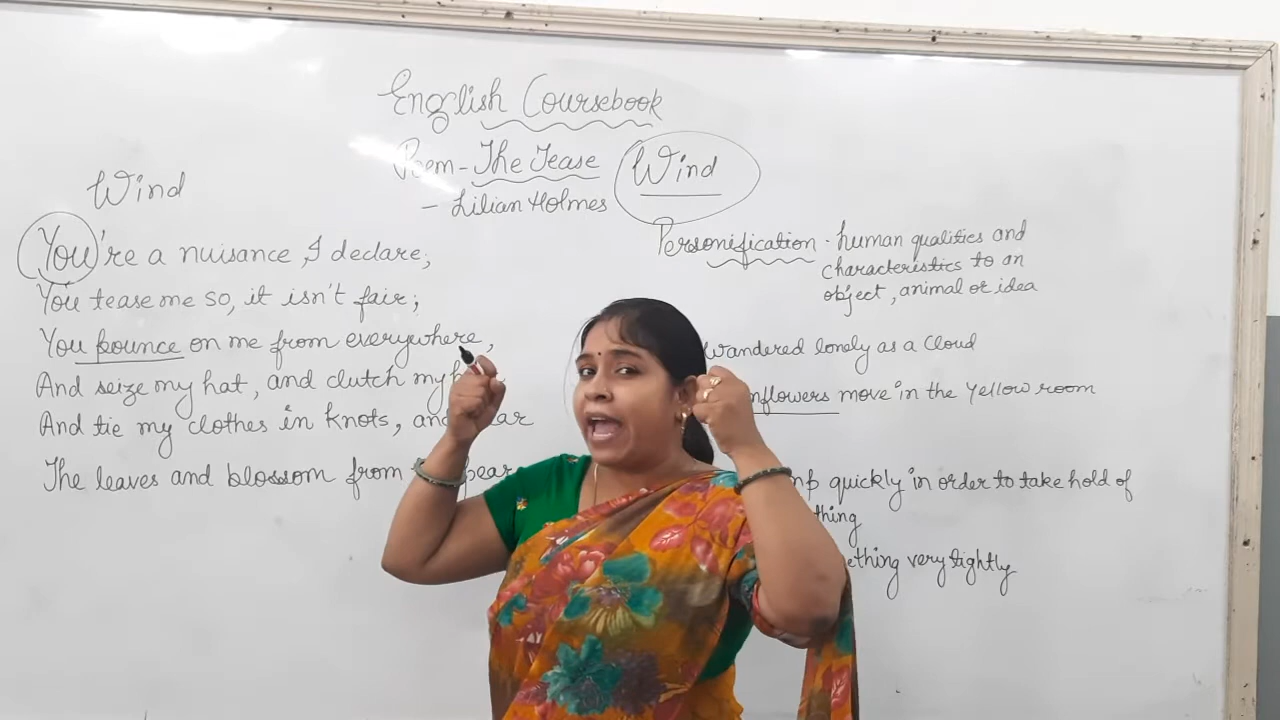 English Coursebook
Poem - The Tease
Wind
- Lilian Holmes
Wind
You're a nuisance, I declare;
You tease me so, it isn't fair;
You pounce on me from everywhere,
And seize my hat, and clutch my
And tie my clothes in knots, and
The leaves and blossom from
Personification - human qualities and
characteristics to an
object, animal or idea
wandered lonely as a cloud
move in the yellow room
quickly in order to take hold of
very tightly